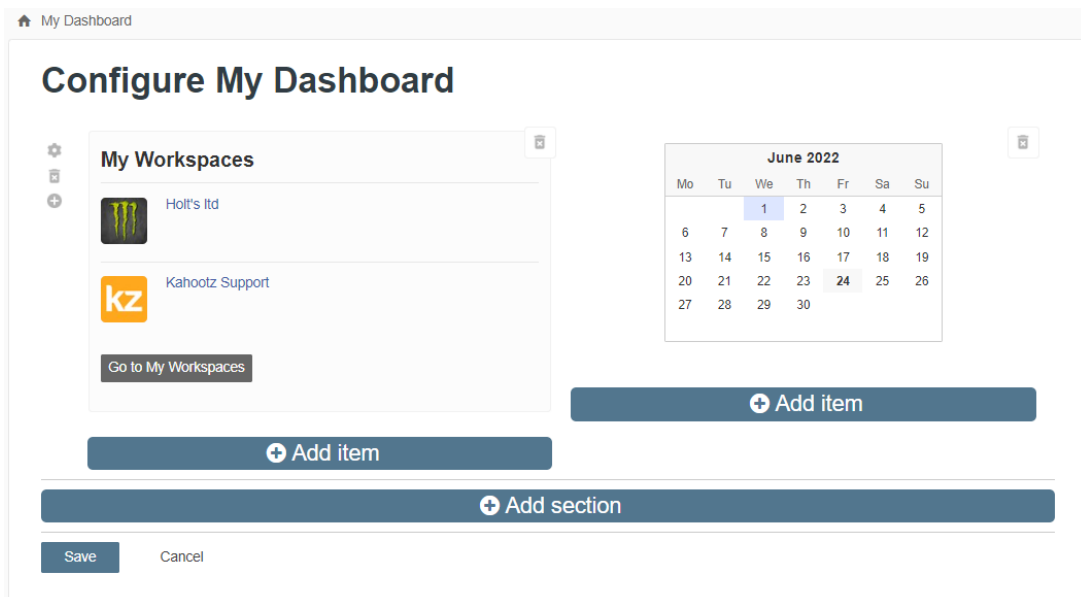 My Dashboard
Configure My Dashboard
My Workspaces
Holt's ltd
kz
Kahootz Support
Go to My Workspaces
Add item
June 2022
Mo Tu We Th Fr Sa Su
1 2 3 4 5
6 7 8 9 10 11 12
13 14 15 16 17 18 19
20 21 22 23 24 25 26
27 28 29 30
Add item
Add section
Save Cancel